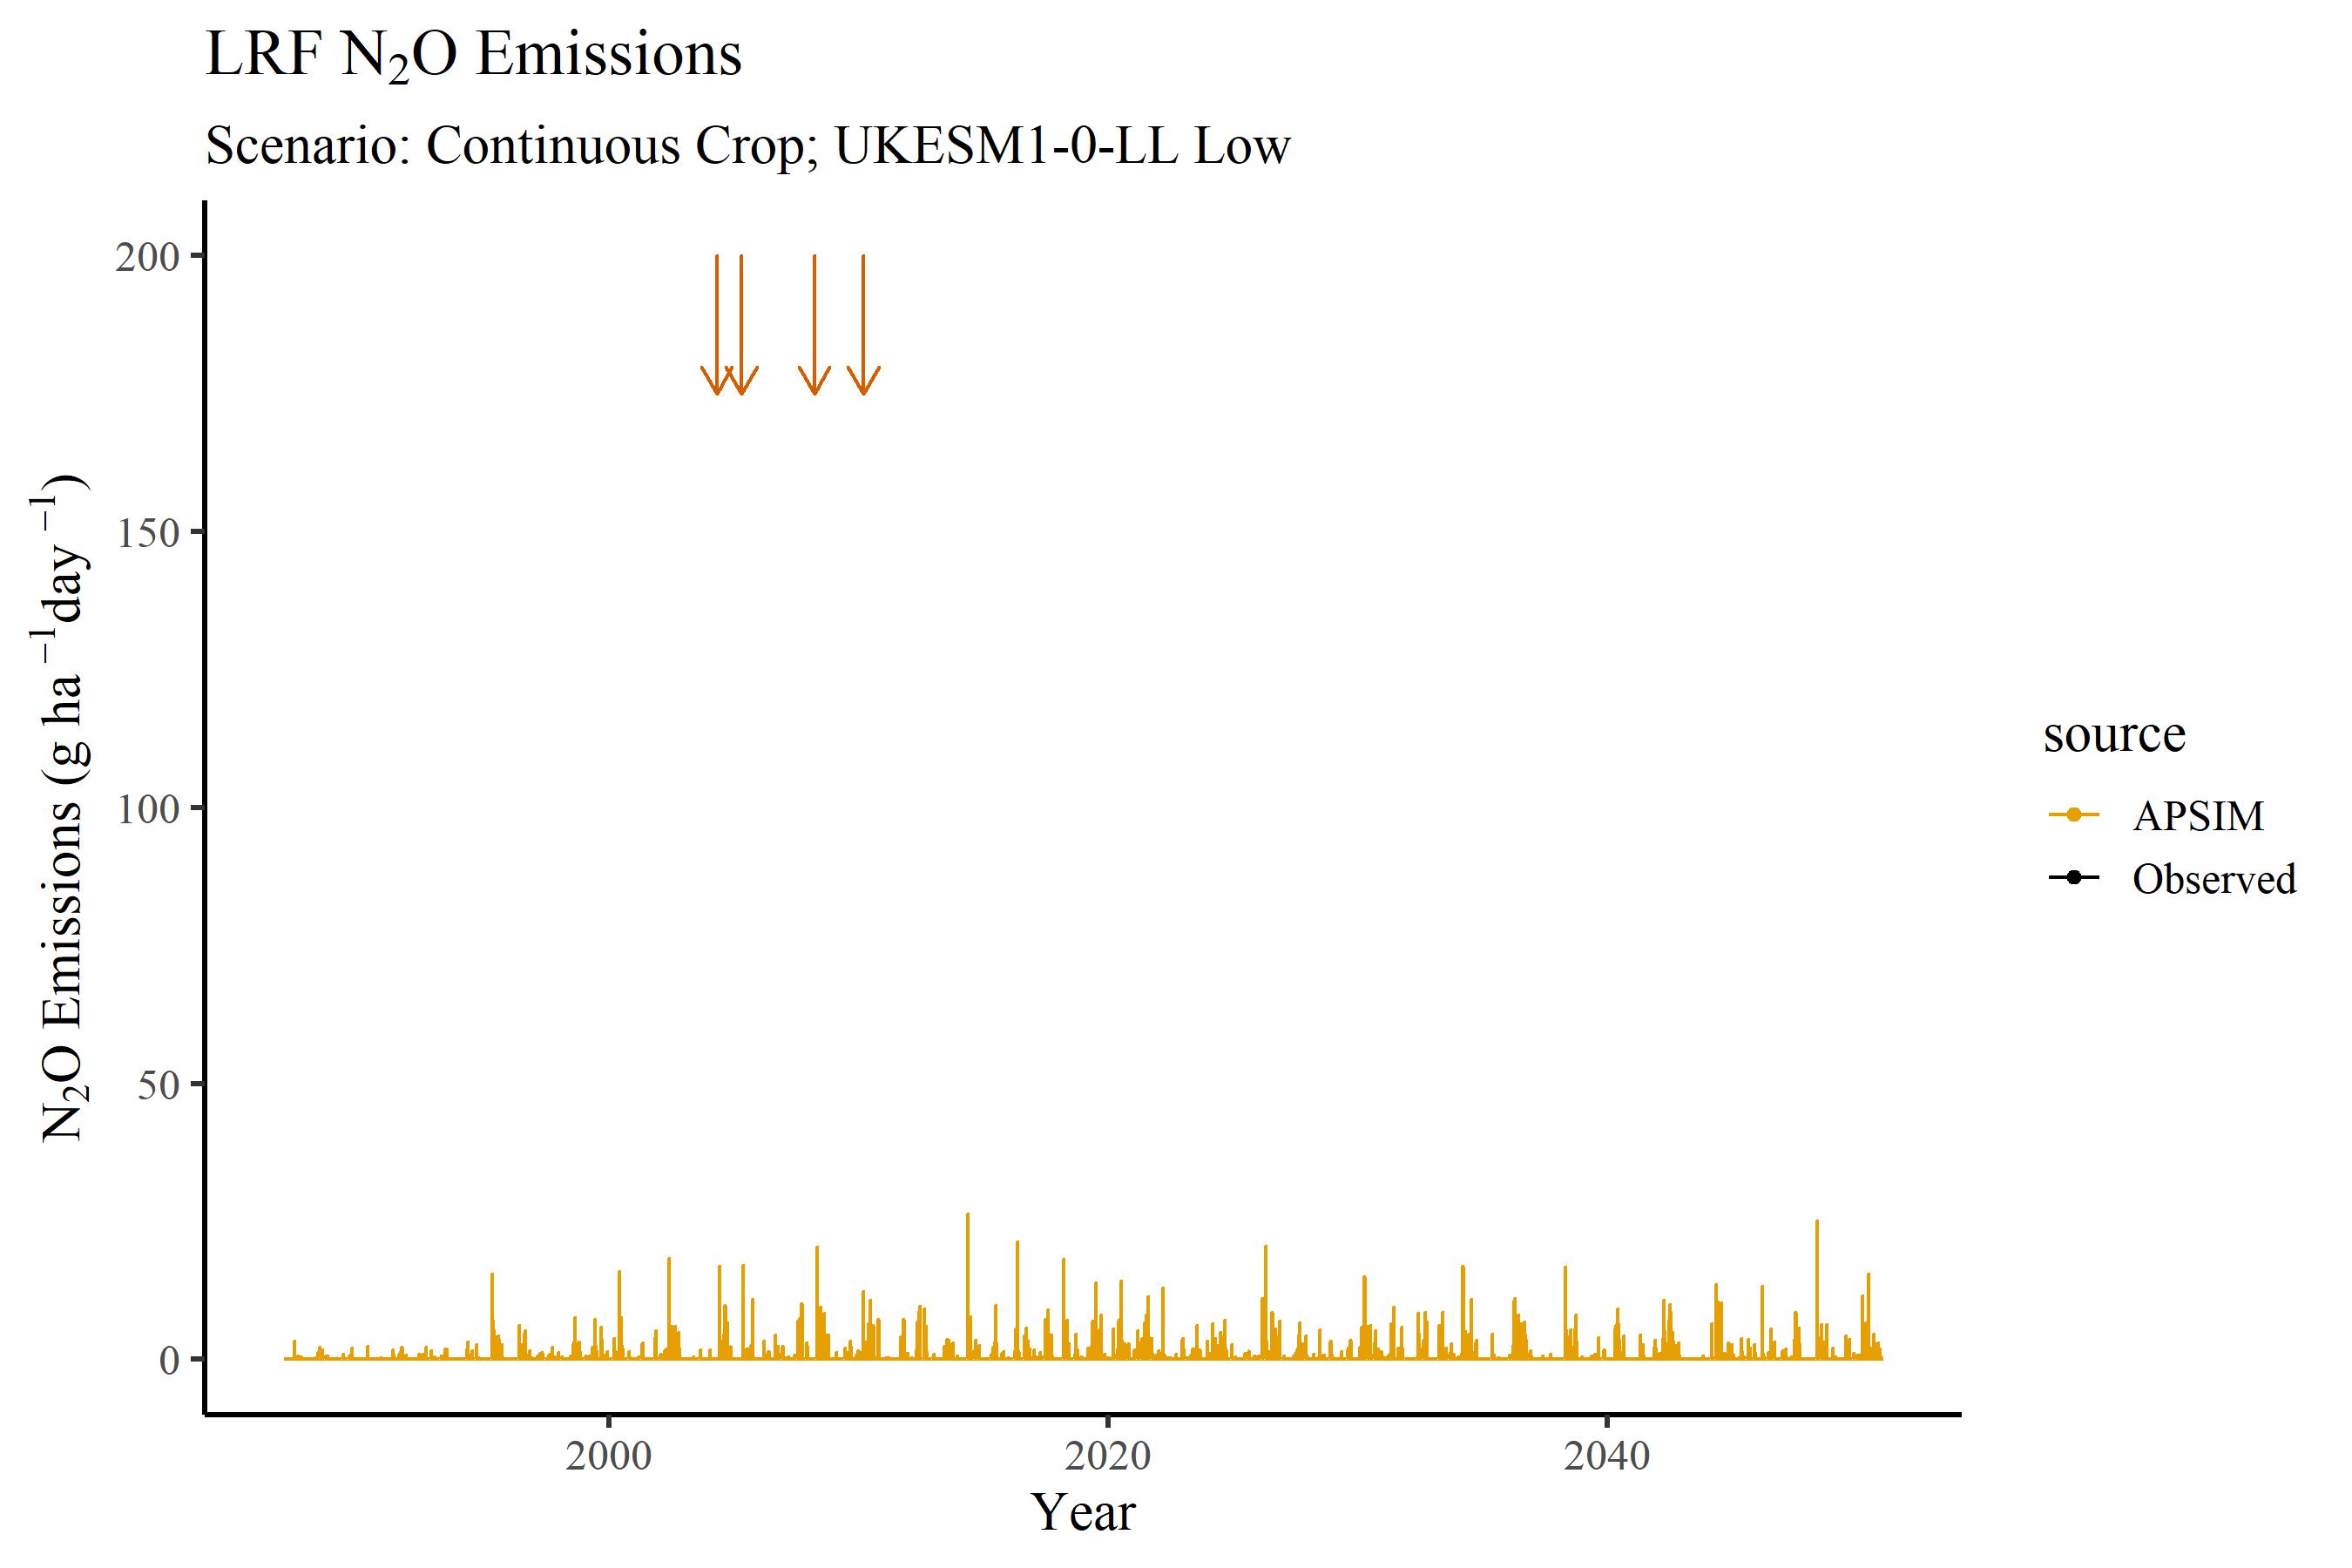 LRF N₂O Emissions
Scenario: Continuous Crop; UKESM1-0-LL Low
N₂O Emissions (g ha ⁻¹day ⁻¹)
200
150
100
50
0
2000
2020
2040
Year
source
APSIM
Observed